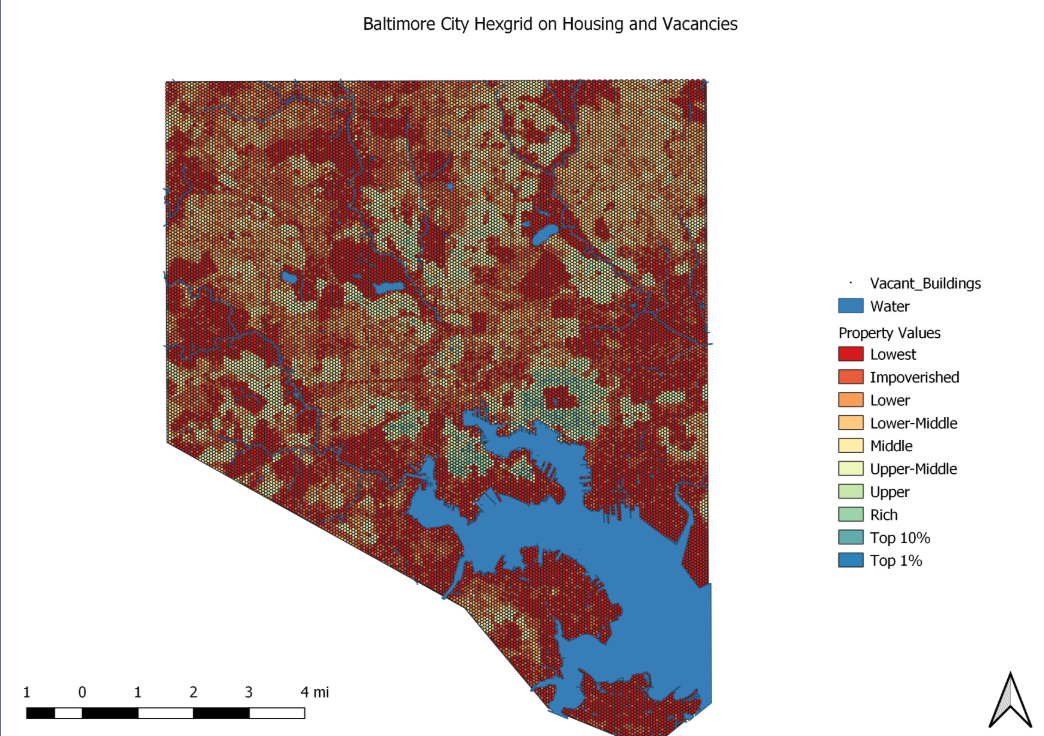 Baltimore City Hexgrid on Housing and Vacancies
Vacant_Buildings
Water
Property Values
Lowest
Impoverished
Lower
Lower-Middle
Middle
Upper-Middle
Upper
Rich
Top 10%
Top 1%
1 0 1 2 3 4 mi